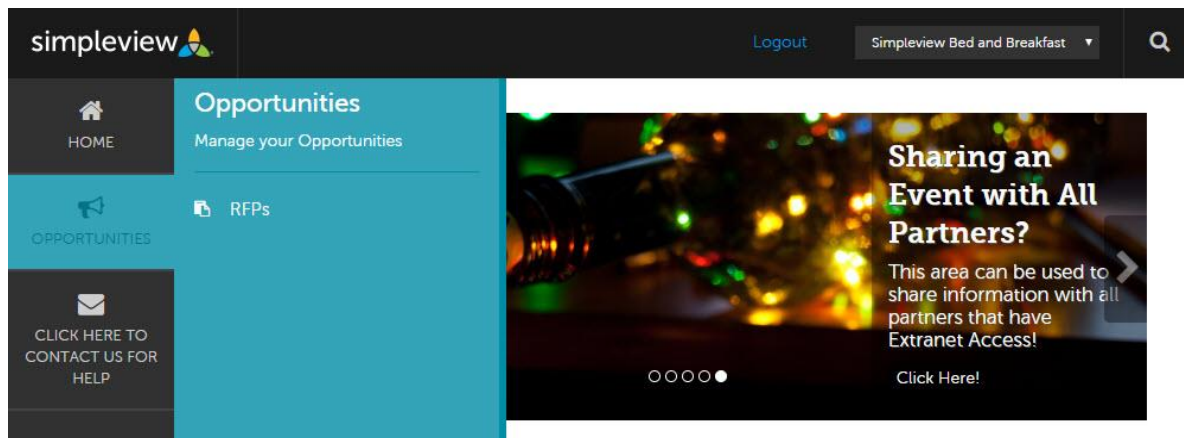 simpleview
Logout
Simpleview Bed and Breakfast
HOME
OPPORTUNITIES
CLICK HERE TO
CONTACT US FOR
HELP
Opportunities
Manage your Opportunities
RFPs
Sharing an
Event with All
Partners?
This area can be used to
share information with all
partners that have
Extranet Access!
Click Here!